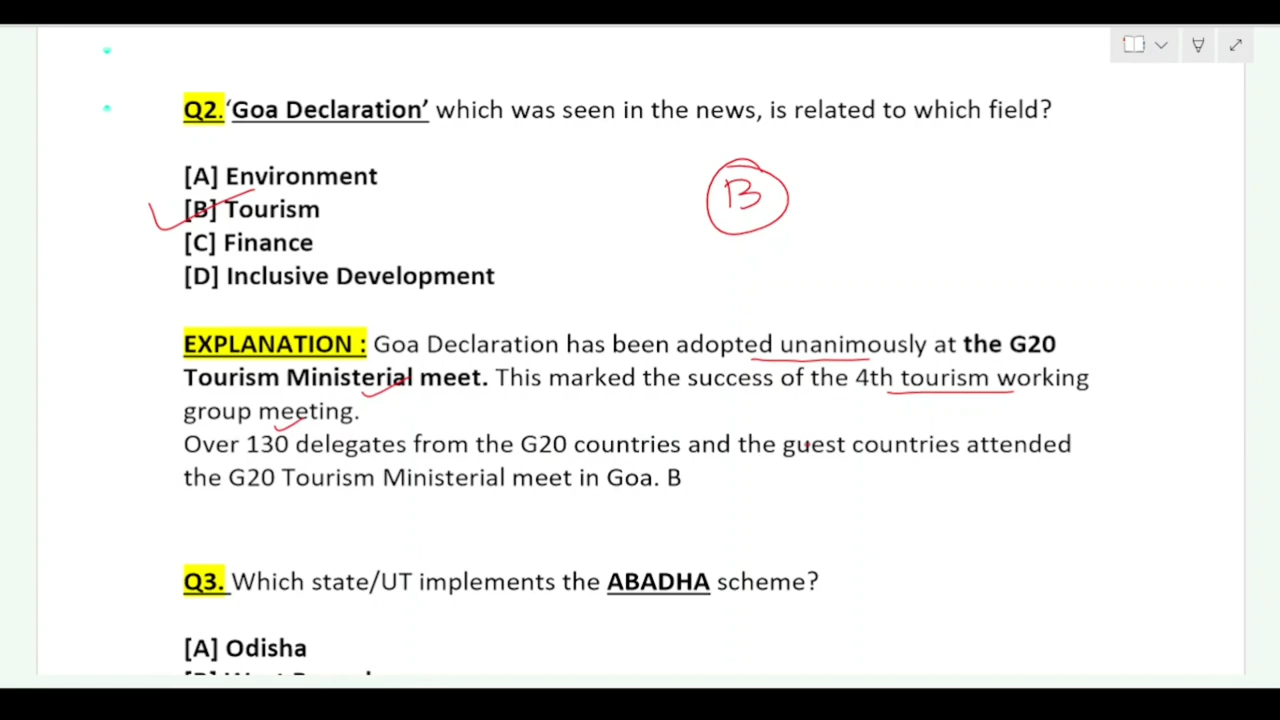 Q2. ‘Goa Declaration’ which was seen in the news, is related to which field?
[A] Environment
B
[B] Tourism
[C] Finance
[D] Inclusive Development
EXPLANATION : Goa Declaration has been adopted unanimously at the G20
Tourism Ministerial meet. This marked the success of the 4th tourism working
group meeting.
Over 130 delegates from the G20 countries and the guest countries attended
the G20 Tourism Ministerial meet in Goa. B
Q3. Which state/UT implements the ABADHA scheme?
[A] Odisha